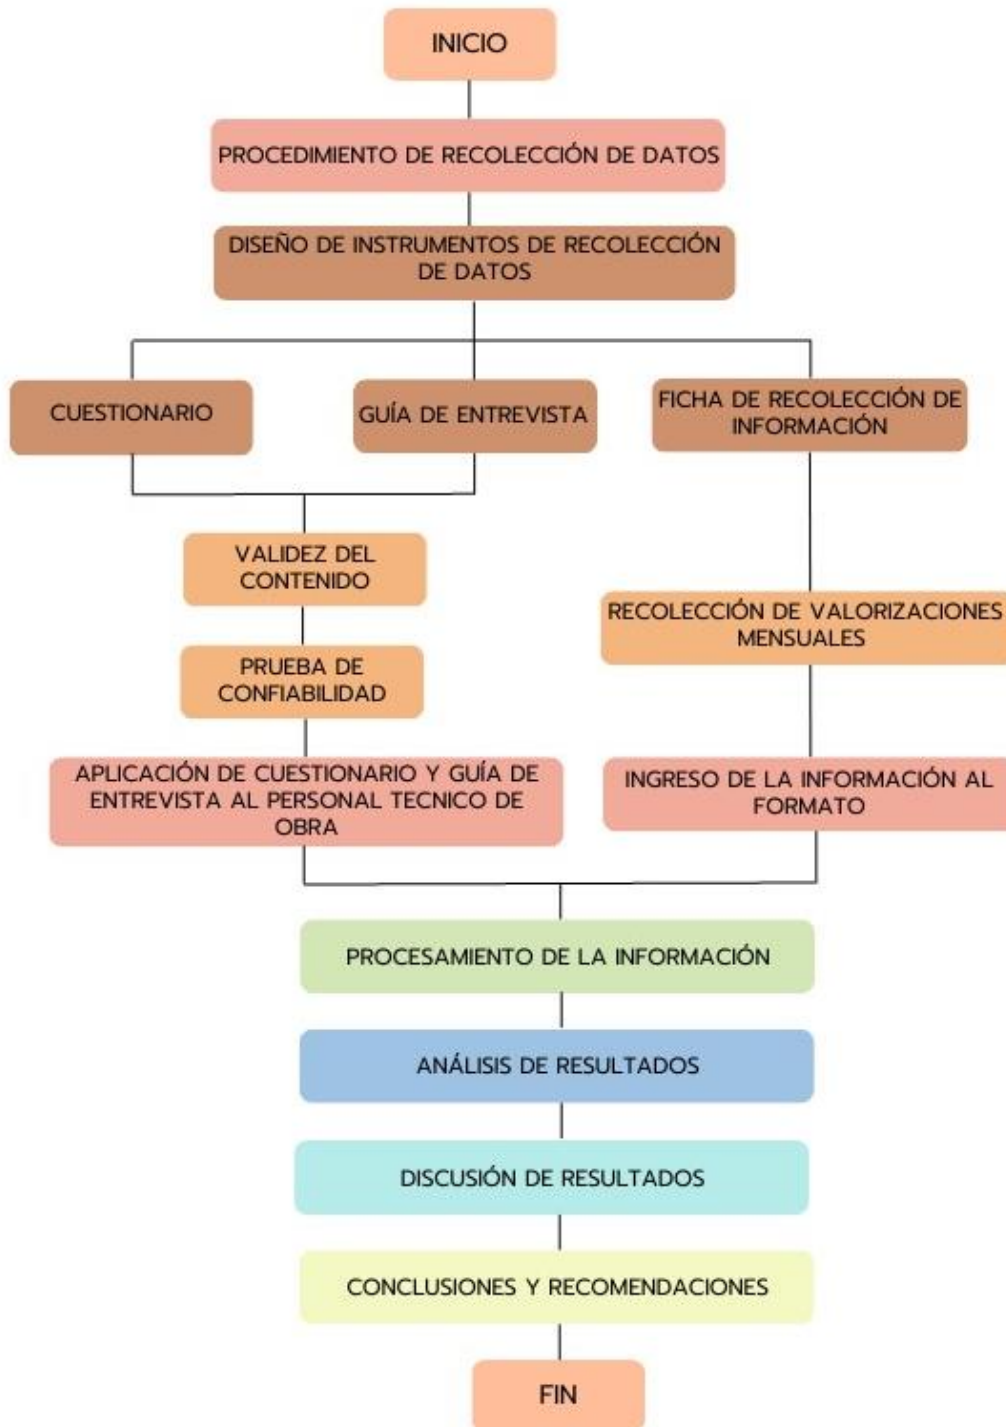 INICIO
PROCEDIMIENTO DE RECOLECCIÓN DE DATOS
DISEÑO DE INSTRUMENTOS DE RECOLECCIÓN
DE DATOS
CUESTIONARIO
GUÍA DE ENTREVISTA
FICHA DE RECOLECCIÓN DE
INFORMACIÓN
VALIDEZ DEL
CONTENIDO
RECOLECCIÓN DE VALORIZACIONES
MENSUALES
PRUEBA DE
CONFIABILIDAD
APLICACIÓN DE CUESTIONARIO Y GUÍA DE
ENTREVISTA AL PERSONAL TECNICO DE
OBRA
INGRESO DE LA INFORMACIÓN AL
FORMATO
PROCESAMIENTO DE LA INFORMACIÓN
ANÁLISIS DE RESULTADOS
DISCUSIÓN DE RESULTADOS
CONCLUSIONES Y RECOMENDACIONES
FIN